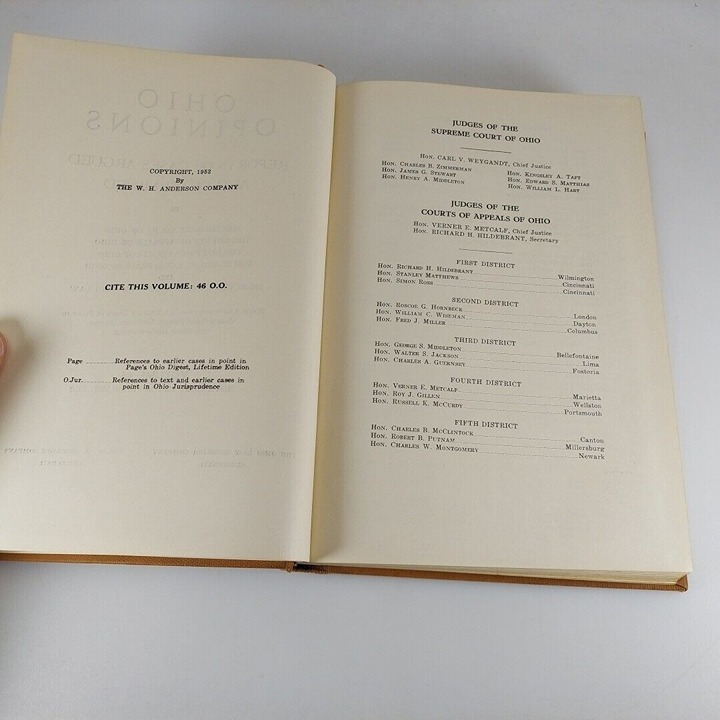 COPYRIGHT, 1952
By
THE W. H. ANDERSON COMPANY
CITE THIS VOLUME: 46 O.O.
Page ........ References to earlier cases in point in
Page's Ohio Digest, Lifetime Edition
O.Jur. ........ References to text and earlier cases in
point in Ohio Jurisprudence
JUDGES OF THE
SUPREME COURT OF OHIO
HON. CARL V. WEYGANDT, Chief Justice
HON. CHARLES B. ZIMMERMAN
HON. JAMES G. STEWART
HON. HENRY A. MIDDLETON
HON. KINGSLEY A. TAFT
HON. EDWARD S. MATTHIAS
HON. WILLIAM L. HART
JUDGES OF THE
COURTS OF APPEALS OF OHIO
HON. VERNER E. METCALF, Chief Justice
HON. RICHARD H. HILDEBRANT, Secretary
FIRST DISTRICT
HON. RICHARD H. HILDEBRANT ........ Wilmington
HON. STANLEY MATTHEWS ........ Cincinnati
HON. SIMON ROSS ........ Cincinnati
SECOND DISTRICT
HON. ROSCOE G. HORNBECK ........ London
HON. WILLIAM C. WISEMAN ........ Dayton
HON. FRED J. MILLER ........ Columbus
THIRD DISTRICT
HON. GEORGE S. MIDDLETON ........ Bellefontaine
HON. WALTER S. JACKSON ........ Lima
HON. CHARLES A. GUERNSEY ........ Fostoria
FOURTH DISTRICT
HON. VERNER E. METCALF ........ Marietta
HON. ROY J. GILLEN ........ Wellston
HON. RUSSELL K. MCCURDY ........ Portsmouth
FIFTH DISTRICT
HON. CHARLES B. MCCLINTOCK ........ Canton
HON. ROBERT B. PUTNAM ........ Millersburg
HON. CHARLES W. MONTGOMERY ........ Newark